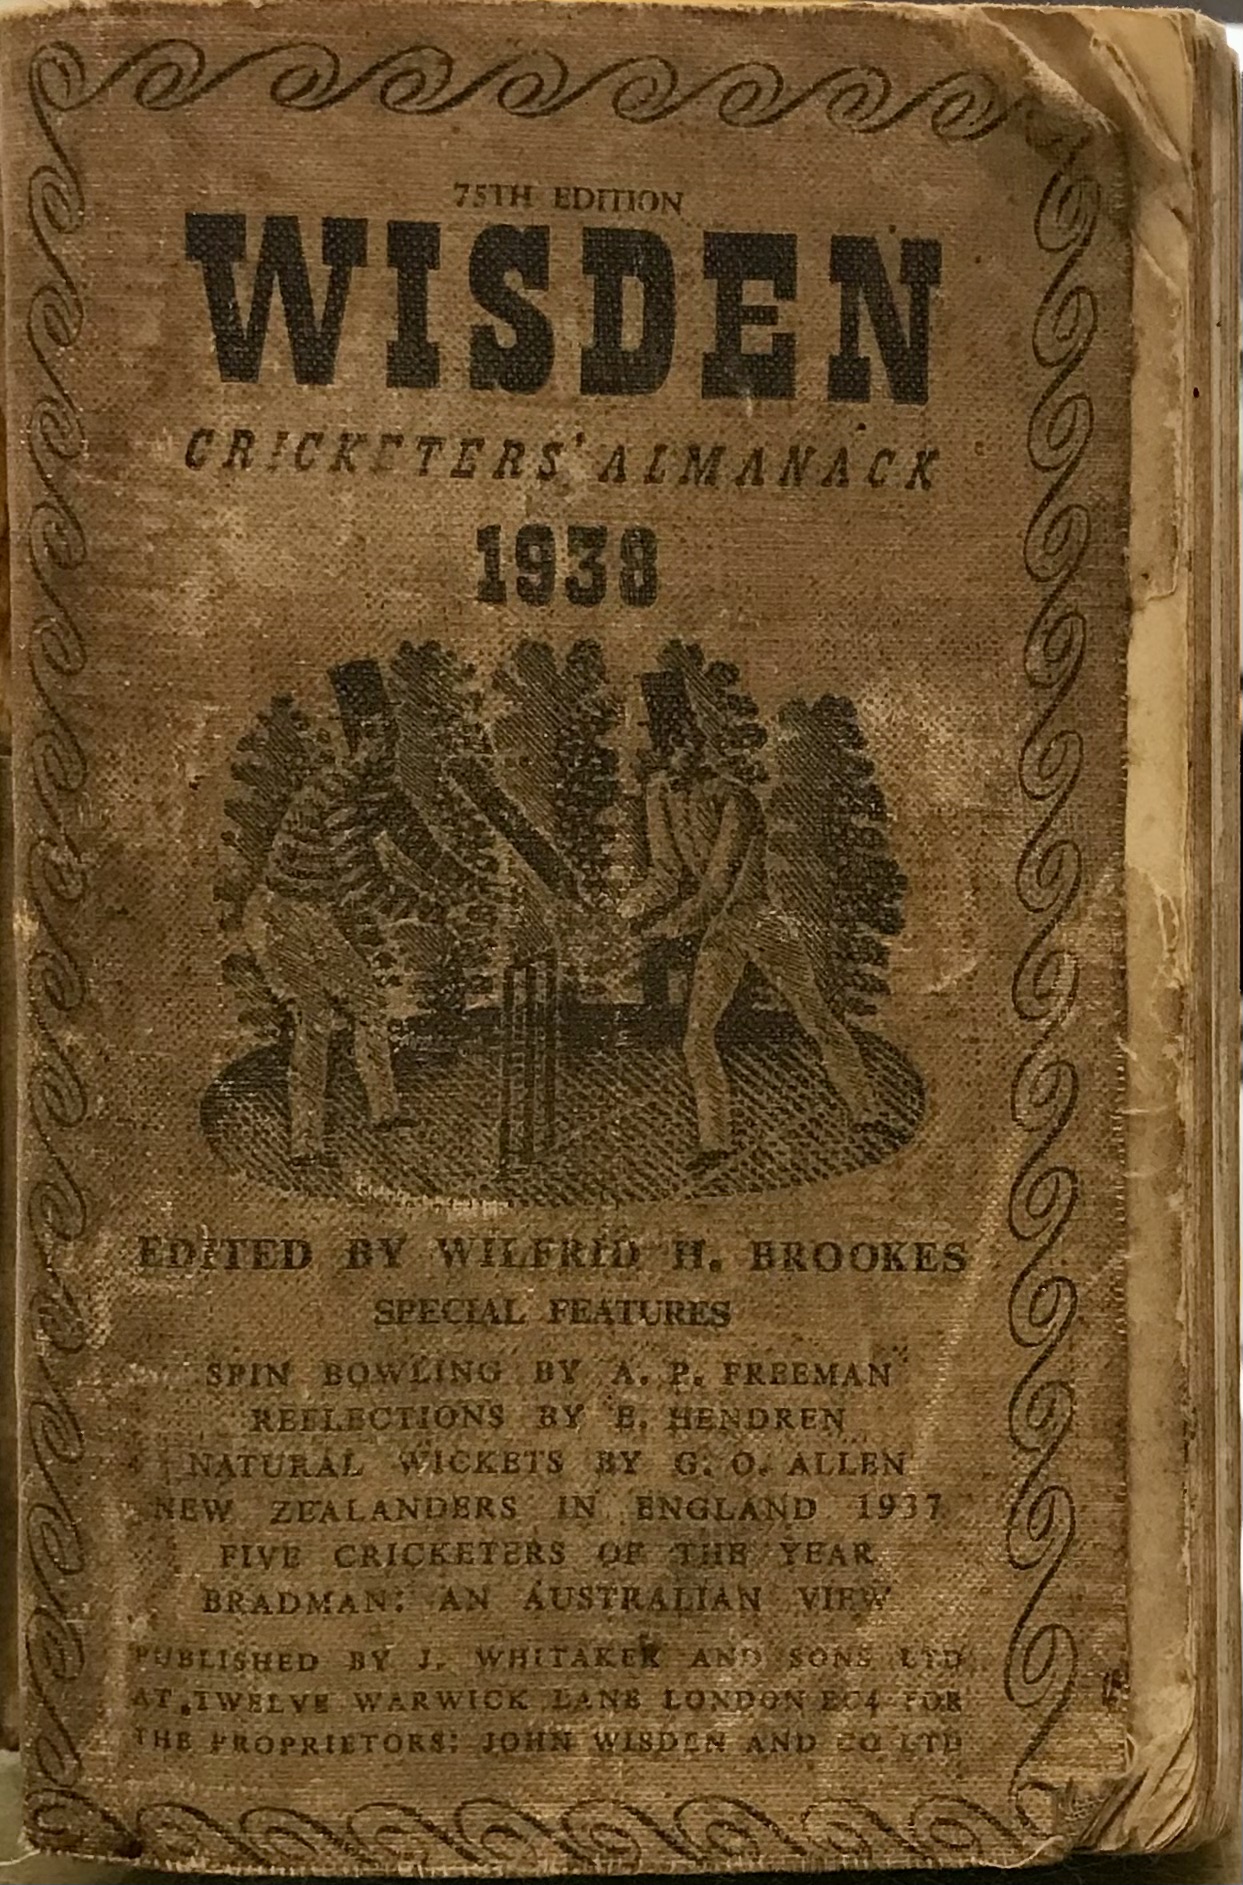 75TH EDITION
WISDEN
CRICKETERS' ALMANACK
1938
EDITED BY WILFRID H. BROOKES
SPECIAL FEATURES
SPIN BOWLING BY A. P. FREEMAN
REFLECTIONS BY E. HENDREN
NATURAL WICKETS BY G. O. ALLEN
NEW ZEALANDERS IN ENGLAND 1937
FIVE CRICKETERS OF THE YEAR
BRADMAN: AN AUSTRALIAN VIEW
PUBLISHED BY J. WHITAKER AND SONS LTD
AT TWELVE WARWICK LANE LONDON EC4 FOR
THE PROPRIETORS: JOHN WISDEN AND CO LTD